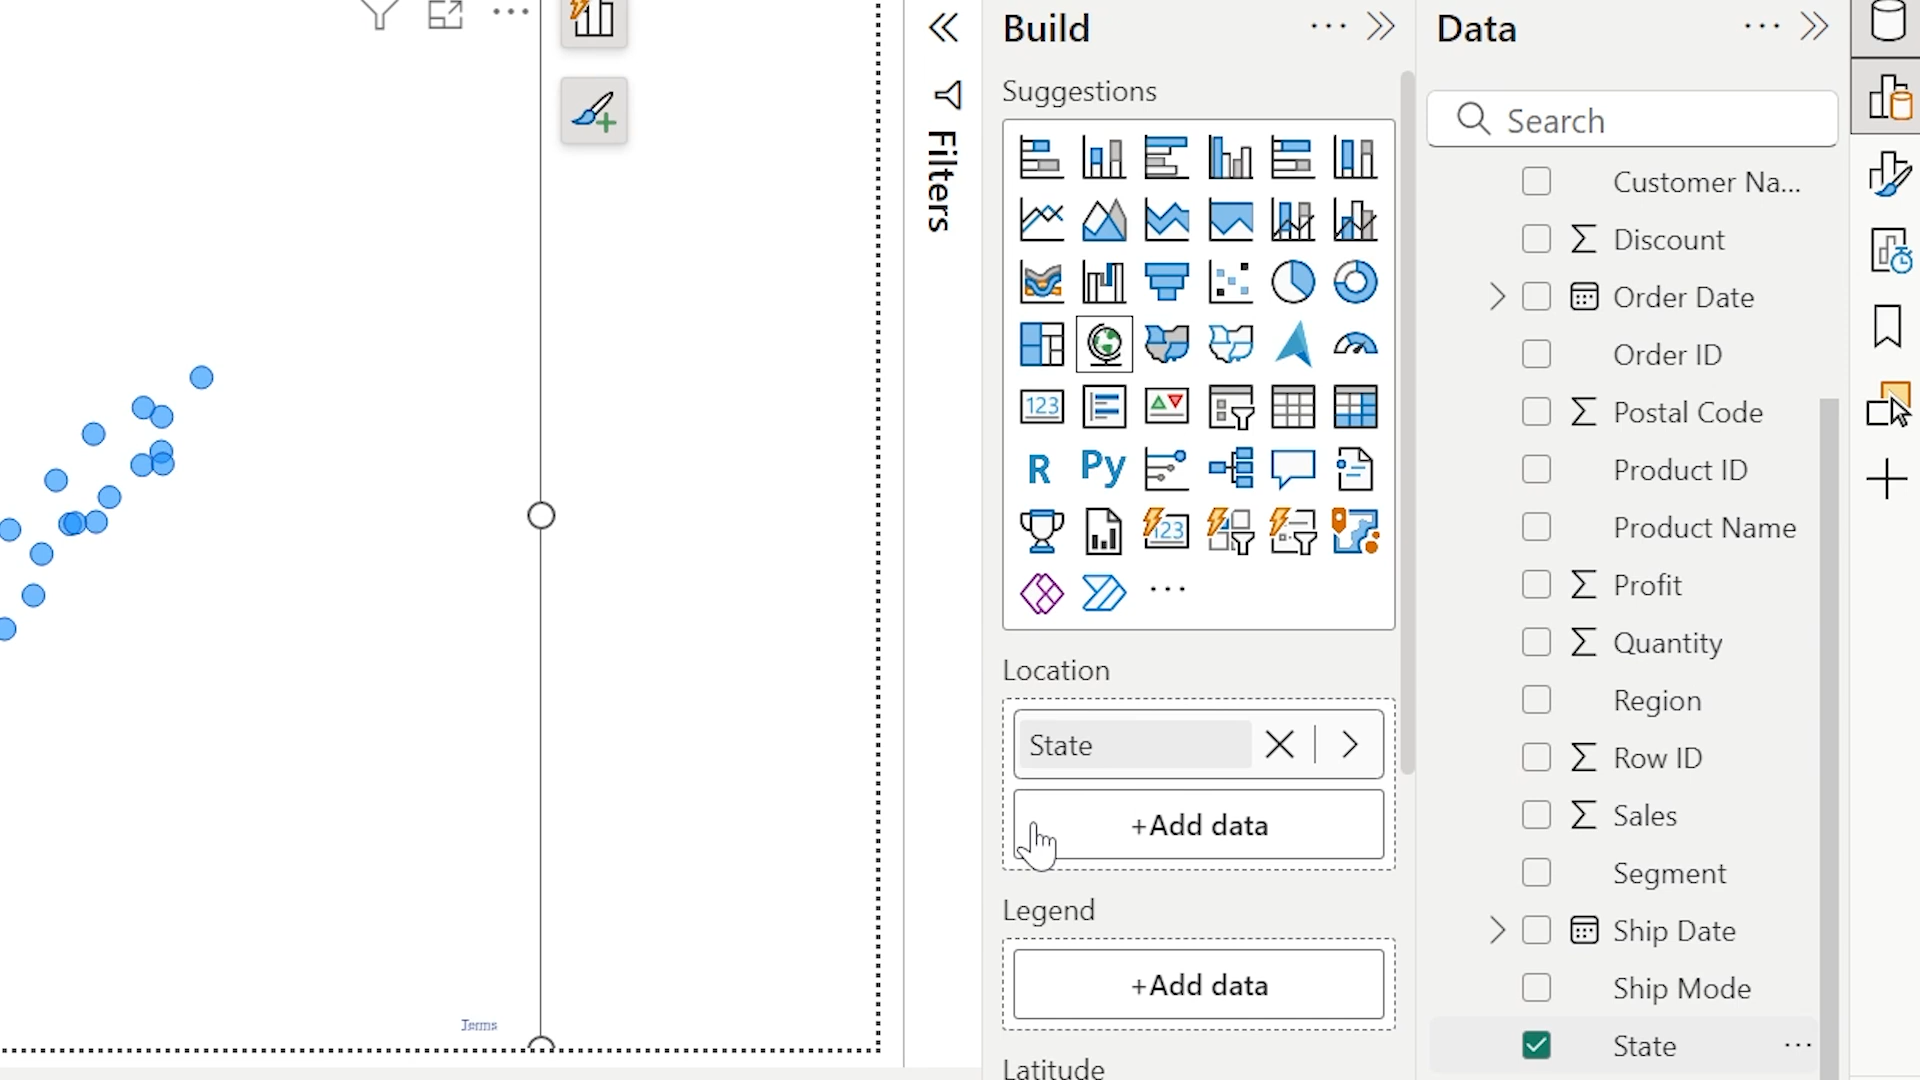 Build
Data
Suggestions
Search
Filters
Customer Na...
Discount
Order Date
Order ID
123
Postal Code
R
Py
Product ID
123
Product Name
Profit
Quantity
Location
State
Region
Row ID
+Add data
Sales
Segment
Legend
Ship Date
+Add data
Ship Mode
Terms
State
Latitude